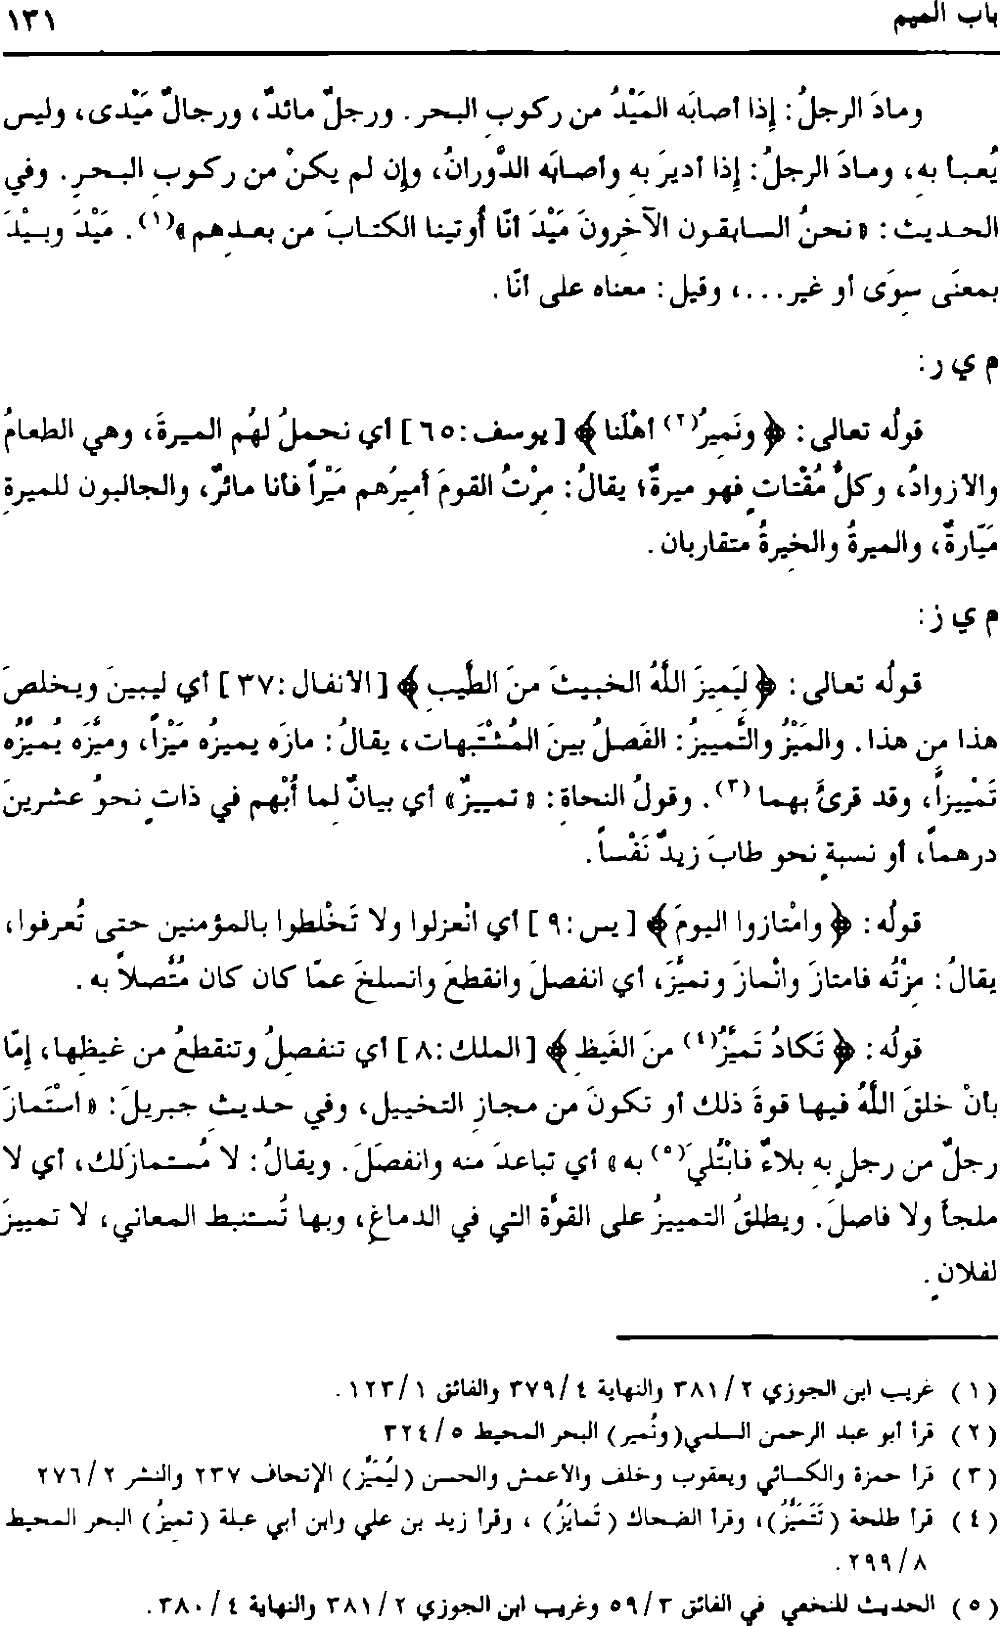 باب الميم
١٣١
ومادَ الرجلُ: إِذا أصابَه المَيْدُ من ركوبِ البحر. ورجلٌ مائدٌ، ورجالٌ مَيْدى، وليس
يُعبأ بهِ، ومادَ الرجلُ: إِذا أديرَ بهِ وأصابَه الدَّورانُ، وإِن لم يكنْ من ركوبِ البحرِ. وفي
الحديث: «نحنُ السابقون الآخِرونَ مَيْدَ أنّا أُوتينا الكتابَ من بعدِهم»(١). مَيْدَ وبيْدَ
بمعنَى سِوَى أو غير...، وقيل: معناه على أنّا.
م ي ر:
قولُه تعالى: ﴿ونَميرُ(٢) أهْلَنا﴾ [يوسف:٦٥] أي نحملُ لهُم الميرةَ، وهي الطعامُ
والأزوادُ، وكلُّ مُقْتاتٍ فهو ميرةٌ؛ يقالُ: مِرْتُ القومَ أَميرُهم مَيْراً فأنا مائرٌ، والجالبون للميرةِ
مَيّارةٌ، والميرةُ والخِيرةُ متقاربان.
م ي ز:
قولُه تعالى: ﴿لِيَميزَ اللَّهُ الخبيثَ منَ الطَّيبِ﴾ [الأنفال:٣٧] أي ليبينَ ويخلصَ
هذا من هذا. والمَيْزُ والتَّمييزُ: الفَصلُ بينَ المُشْتَبهات، يقالُ: مازَه يميزُه مَيْزاً، وميَّزَه يُميِّزُه
تَمْييزاً، وقد قرئَ بهما(٣). وقولُ النحاةِ: «تمييزٌ» أي بيانٌ لِما أُبْهم في ذاتٍ نحوُ عشرينَ
درهماً، أو نسبةٍ نحو طابَ زيدٌ نَفْساً.
قولُه: ﴿وامْتازوا اليومَ﴾ [يس:٩] أي انْعزلوا ولا تَخْلطوا بالمؤمنين حتى تُعرفوا،
يقالُ: مِزْتُه فامتازَ وانْمازَ وتميَّزَ، أي انفصلَ وانقطعَ وانسلخَ عمّا كان كان مُتَّصلاً به.
قولُه: ﴿تَكادُ تَميَّزُ(٤) منَ الغَيظِ﴾ [الملك:٨] أي تنفصِلُ وتنقطعُ من غيظِها، إِمّا
بأنْ خلقَ اللَّهُ فيها قوةَ ذلك أو تكونَ من مجازِ التخييل، وفي حديثِ جبريلَ: «اسْتَمازَ
رجلٌ من رجلٍ بهِ بلاءٌ فابْتُليَ(٥) به» أي تباعدَ منه وانفصَلَ. ويقالُ: لا مُستمازَلك، أي لا
ملجأَ ولا فاصلَ. ويطلقُ التمييزُ على القوَّة التي في الدماغِ، وبها تُستنبط المعاني، لا تمييزَ
لفلانٍ.
(١) غريب ابن الجوزي ٢/٣٨١ والنهاية ٤/٣٧٩ والفائق ١/١٢٣.
(٢) قرأ أبو عبد الرحمن السلمي (ونُمير) البحر المحيط ٥/٣٢٤
(٣) قرأ حمزة والكسائي ويعقوب وخلف والأعمش والحسن (ليُمَيِّز) الإتحاف ٢٣٧ والنشر ٢/٢٧٦
(٤) قرأ طلحة (تَتَميَّزُ)، وقرأ الضحاك (تَمايَزُ)، وقرأ زيد بن علي وابن أبي عبلة (تميزُ) البحر المحيط
٨/٢٩٩.
(٥) الحديث للنخعي في الفائق ٣/٥٩ وغريب ابن الجوزي ٢/٣٨١ والنهاية ٤/٣٨٠.